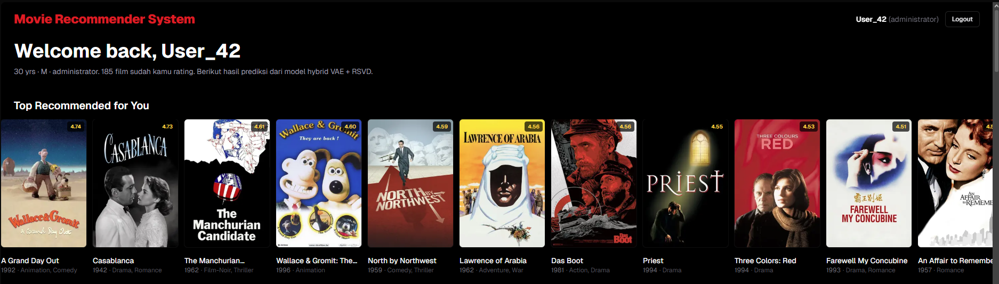 Movie Recommender System
User_42 (administrator)
Logout
Welcome back, User_42
30 yrs · M · administrator. 185 film sudah kamu rating. Berikut hasil prediksi dari model hybrid VAE + RSVD.
Top Recommended for You
4.74
Wallace & Gromit
A Grand Day Out
A Grand Day Out
1992 · Animation, Comedy
4.73
CASABLANCA
Casablanca
1942 · Drama, Romance
4.61
The
Manchurian
Candidate
The Manchurian...
1962 · Film-Noir, Thriller
4.60
Wallace & Gromit
They are back !
Wallace & Gromit: The...
1996 · Animation
4.59
NORTH BY
NORTHWEST
North by Northwest
1959 · Comedy, Thriller
4.56
LAWRENCE OF ARABIA
Lawrence of Arabia
1962 · Adventure, War
4.56
Das
Boot
Das Boot
1981 · Action, Drama
4.55
PRIEST
Priest
1994 · Drama
4.53
THREE COLOURS
RED
Three Colors: Red
1994 · Drama
4.51
霸王别姬
FAREWELL
MY CONCUBINE
Farewell My Concubine
1993 · Drama, Romance
4.5
AN
AFFAIR
to REMEME
An Affair to Remembe
1957 · Romance